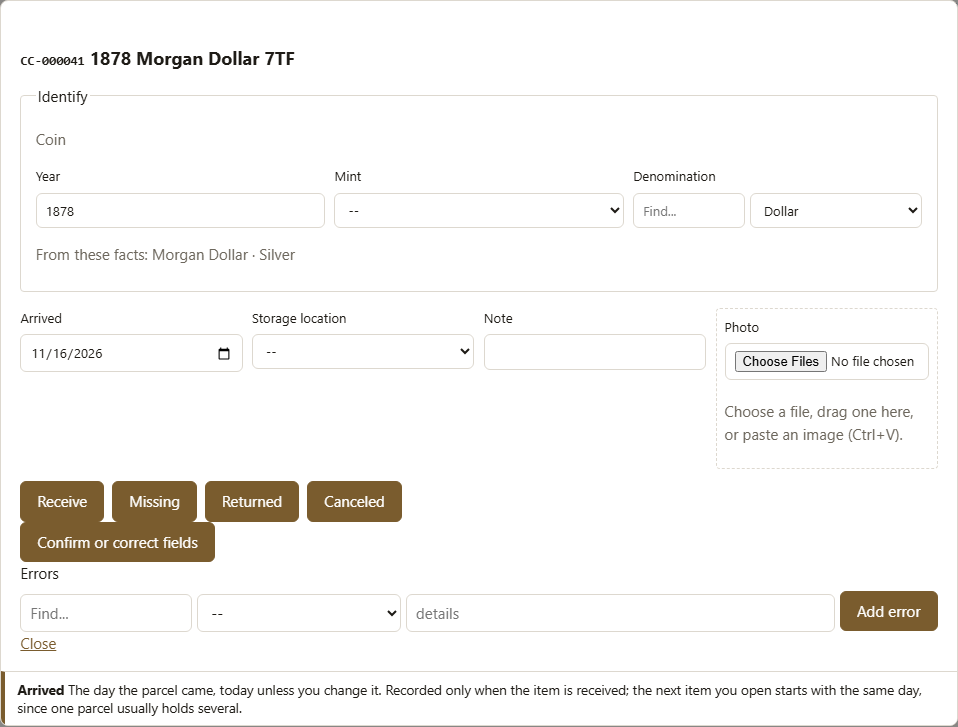 CC-000041 1878 Morgan Dollar 7TF
Identify
Coin
Year Mint Denomination
1878 -- Find... Dollar
From these facts: Morgan Dollar · Silver
Arrived Storage location Note Photo
11/16/2026 -- Choose Files No file chosen
Choose a file, drag one here,
or paste an image (Ctrl+V).
Receive Missing Returned Canceled
Confirm or correct fields
Errors
Find... -- details Add error
Close
Arrived The day the parcel came, today unless you change it. Recorded only when the item is received; the next item you open starts with the same day,
since one parcel usually holds several.